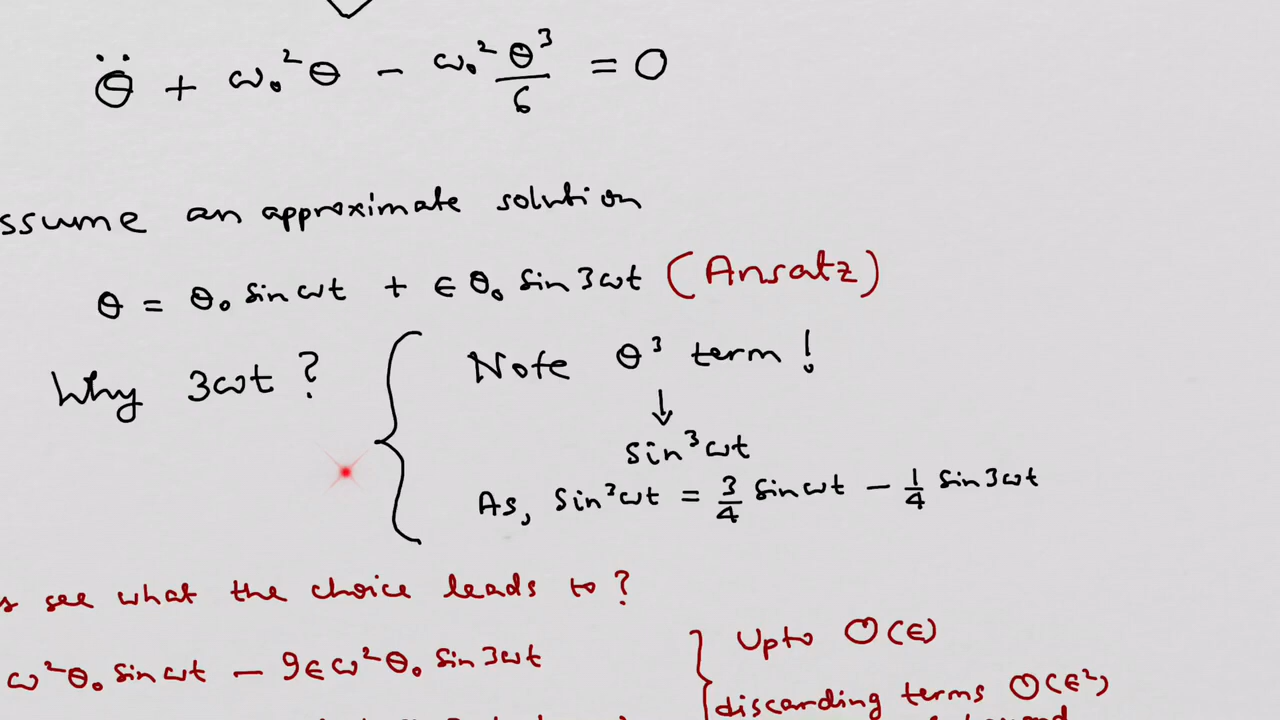 θ̈ + ω₀²θ − ω₀² θ³/6 = 0
ssume an approximate solution
θ = θ₀ sin ωt + ϵ θ₀ sin 3ωt (Ansatz)
Why 3ωt ? { Note θ³ term !
↓
sin³ωt
As, sin³ωt = 3/4 sin ωt − 1/4 sin 3ωt
s see what the choice leads to ?
ω²θ₀ sin ωt − 9ϵω²θ₀ sin 3ωt } Upto O(ϵ)
discarding terms O(ϵ²)